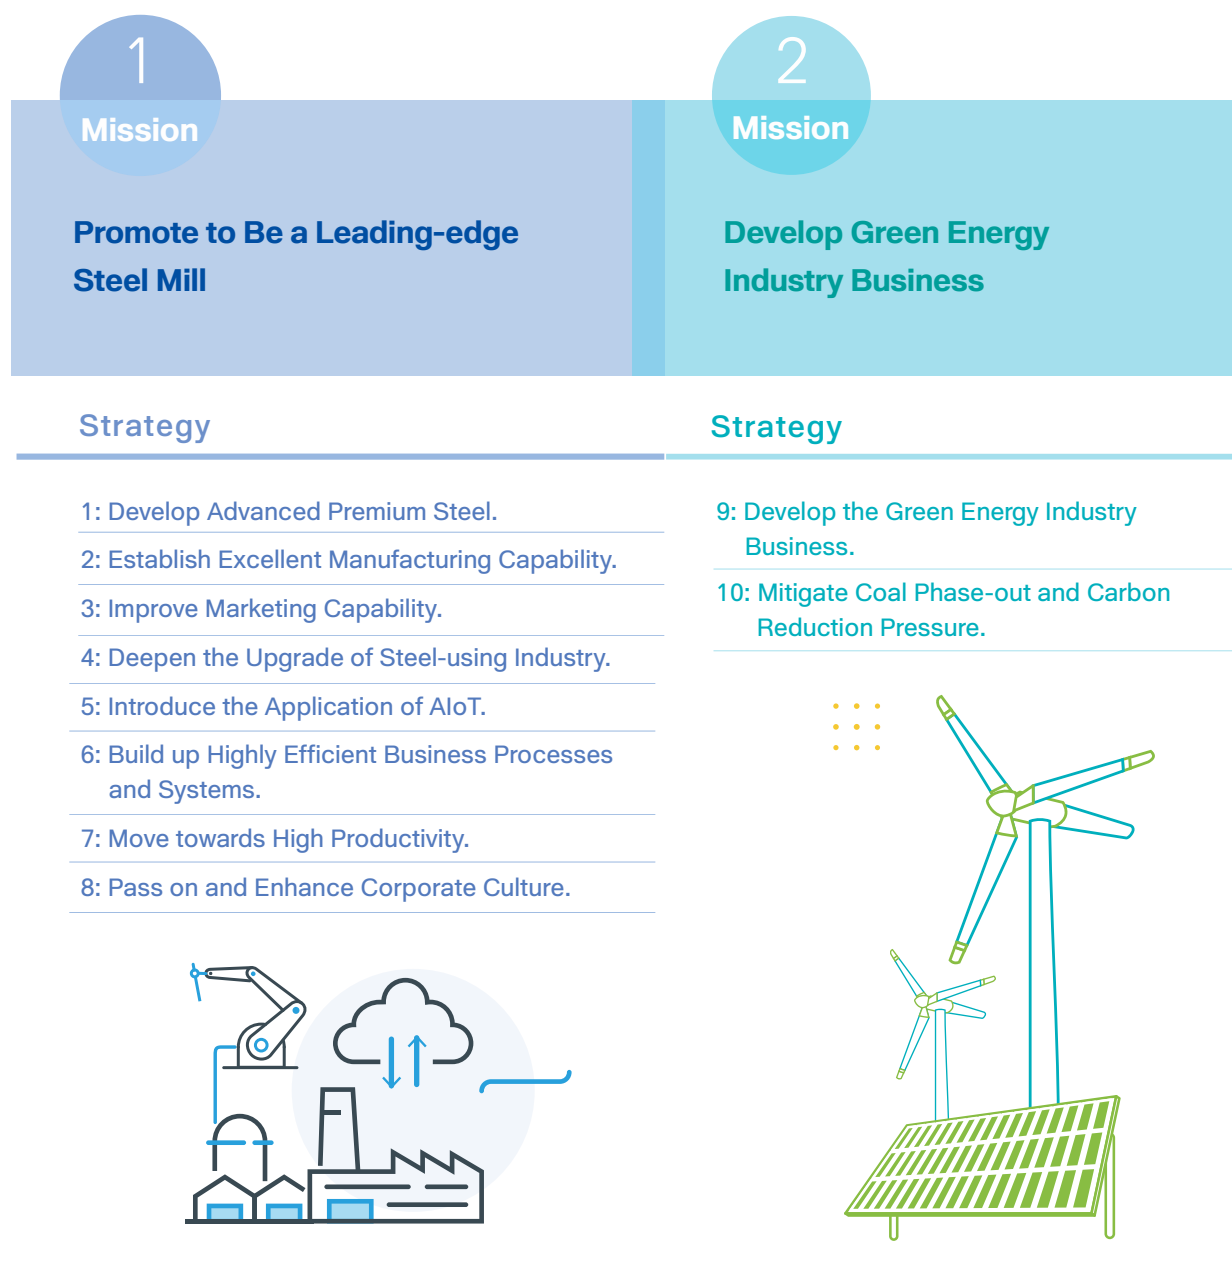 1
Mission
Promote to Be a Leading-edge
Steel Mill
Strategy
1: Develop Advanced Premium Steel.
2: Establish Excellent Manufacturing Capability.
3: Improve Marketing Capability.
4: Deepen the Upgrade of Steel-using Industry.
5: Introduce the Application of AIoT.
6: Build up Highly Efficient Business Processes
and Systems.
7: Move towards High Productivity.
8: Pass on and Enhance Corporate Culture.
2
Mission
Develop Green Energy
Industry Business
Strategy
9: Develop the Green Energy Industry
Business.
10: Mitigate Coal Phase-out and Carbon
Reduction Pressure.